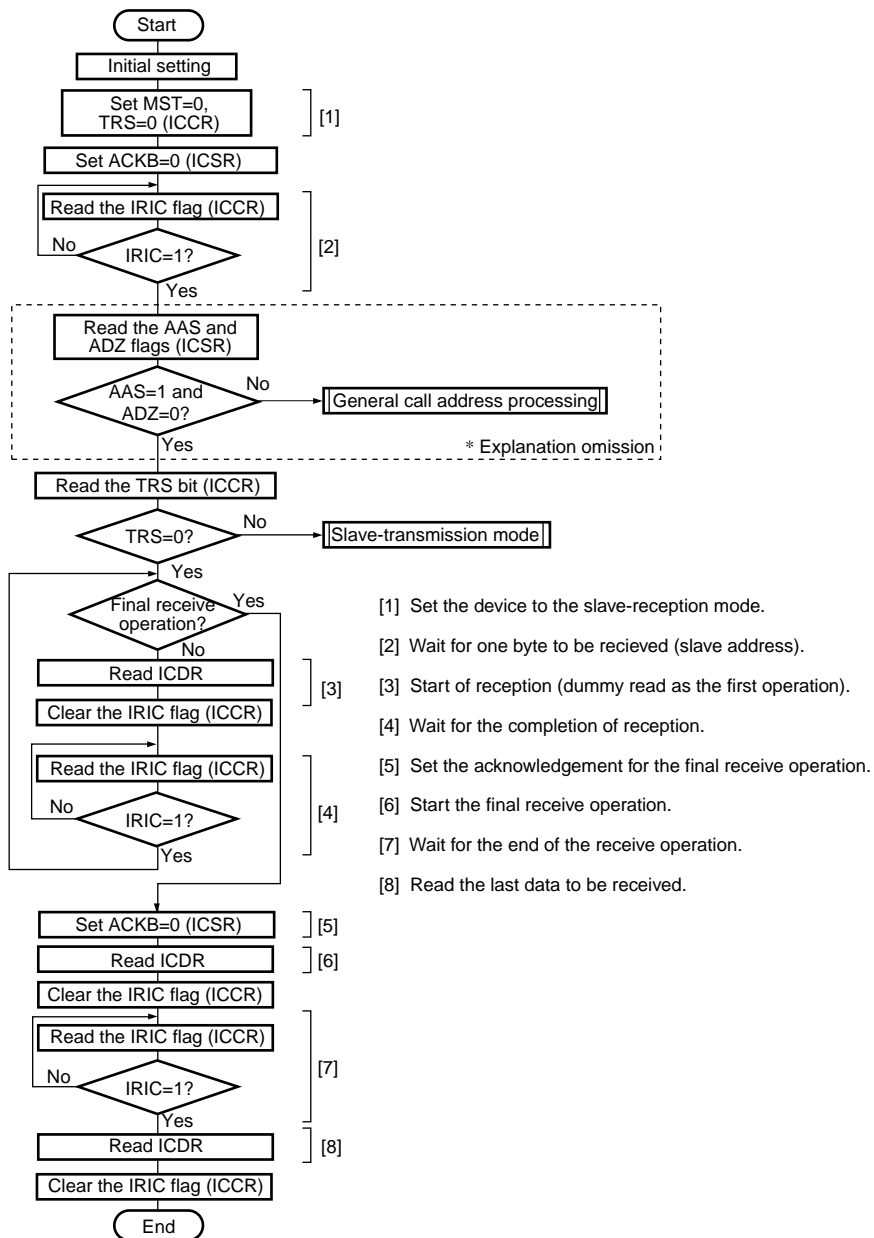 Start
Initial setting
Set MST=0,
TRS=0 (ICCR)
[1]
Set ACKB=0 (ICSR)
Read the IRIC flag (ICCR)
No
IRIC=1?
[2]
Yes
Read the AAS and
ADZ flags (ICSR)
AAS=1 and
ADZ=0?
No
General call address processing
Yes
* Explanation omission
Read the TRS bit (ICCR)
TRS=0?
No
Slave-transmission mode
Yes
Final receive
operation?
Yes
No
Read ICDR
[3]
Clear the IRIC flag (ICCR)
Read the IRIC flag (ICCR)
No
IRIC=1?
[4]
Yes
[1] Set the device to the slave-reception mode.
[2] Wait for one byte to be recieved (slave address).
[3] Start of reception (dummy read as the first operation).
[4] Wait for the completion of reception.
[5] Set the acknowledgement for the final receive operation.
[6] Start the final receive operation.
[7] Wait for the end of the receive operation.
[8] Read the last data to be received.
Set ACKB=0 (ICSR)
[5]
Read ICDR
[6]
Clear the IRIC flag (ICCR)
Read the IRIC flag (ICCR)
No
IRIC=1?
[7]
Yes
Read ICDR
[8]
Clear the IRIC flag (ICCR)
End